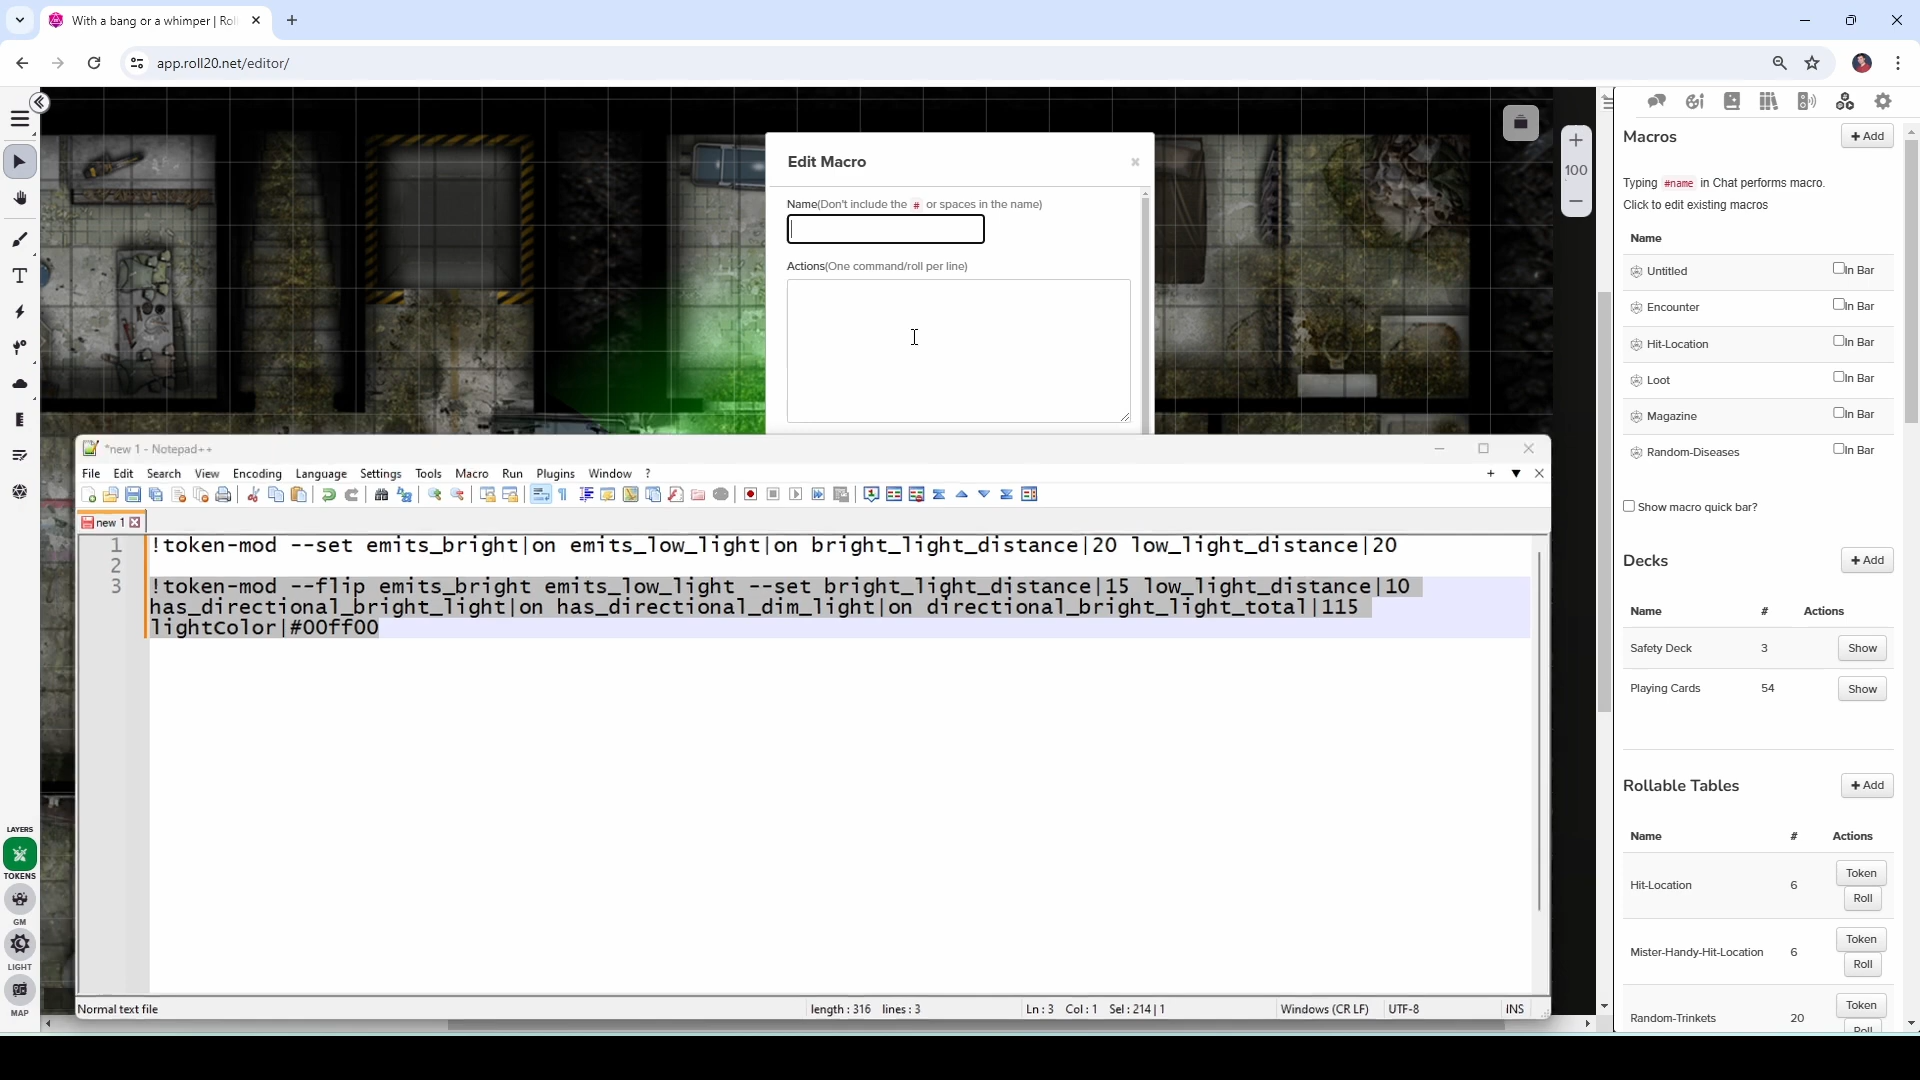 With a bang or a whimper | Rol
app.roll20.net/editor/
Edit Macro
Name(Don't include the # or spaces in the name)
Actions(One command/roll per line)
100
Macros
+ Add
Typing #name in Chat performs macro.
Click to edit existing macros
Name
Untitled In Bar
Encounter In Bar
Hit-Location In Bar
Loot In Bar
Magazine In Bar
Random-Diseases In Bar
Show macro quick bar?
Decks
+ Add
Name # Actions
Safety Deck 3 Show
Playing Cards 54 Show
Rollable Tables
+ Add
Name # Actions
Hit-Location 6 Token
Roll
Mister-Handy-Hit-Location 6 Token
Roll
Random-Trinkets 20 Token
Roll
LAYERS
TOKENS
GM
LIGHT
MAP
*new 1 - Notepad++
File Edit Search View Encoding Language Settings Tools Macro Run Plugins Window ?
new 1
1 !token-mod --set emits_bright|on emits_low_light|on bright_light_distance|20 low_light_distance|20
2
3 !token-mod --flip emits_bright emits_low_light --set bright_light_distance|15 low_light_distance|10
has_directional_bright_light|on has_directional_dim_light|on directional_bright_light_total|115
lightColor|#00ff00
Normal text file length : 316 lines : 3 Ln : 3 Col : 1 Sel : 214 | 1 Windows (CR LF) UTF-8 INS